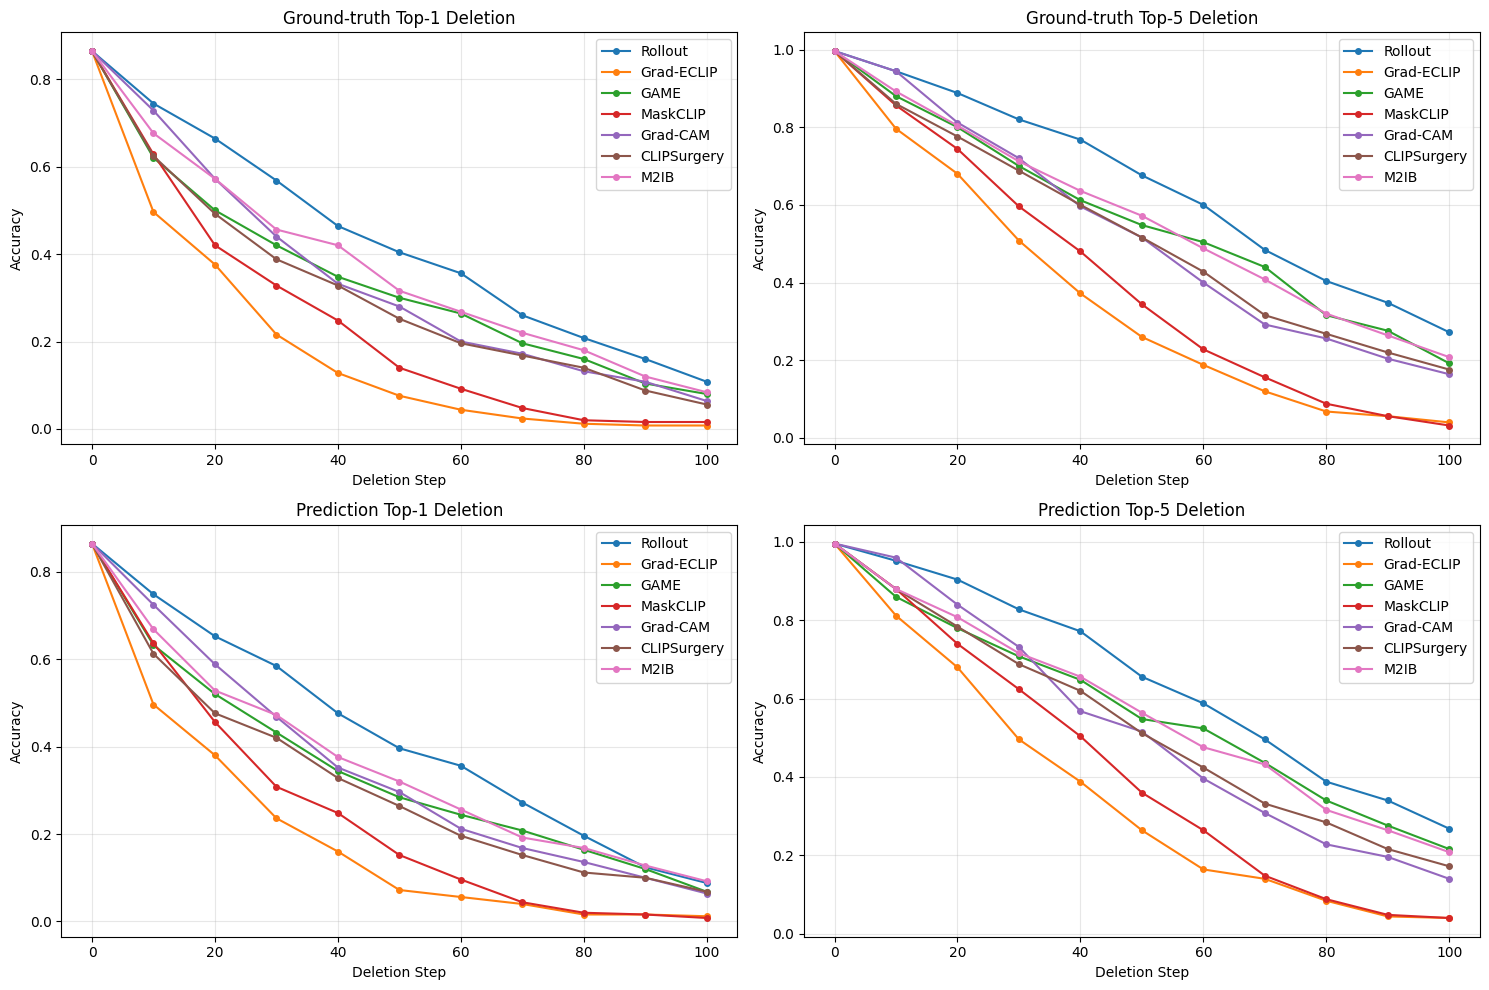 Ground-truth Top-1 Deletion
Accuracy
0.8
0.6
0.4
0.2
0.0
Rollout
Grad-ECLIP
GAME
MaskCLIP
Grad-CAM
CLIPSurgery
M2IB
0 20 40 60 80 100
Deletion Step
Ground-truth Top-5 Deletion
Accuracy
1.0
0.8
0.6
0.4
0.2
0.0
Rollout
Grad-ECLIP
GAME
MaskCLIP
Grad-CAM
CLIPSurgery
M2IB
0 20 40 60 80 100
Deletion Step
Prediction Top-1 Deletion
Accuracy
0.8
0.6
0.4
0.2
0.0
Rollout
Grad-ECLIP
GAME
MaskCLIP
Grad-CAM
CLIPSurgery
M2IB
0 20 40 60 80 100
Deletion Step
Prediction Top-5 Deletion
Accuracy
1.0
0.8
0.6
0.4
0.2
0.0
Rollout
Grad-ECLIP
GAME
MaskCLIP
Grad-CAM
CLIPSurgery
M2IB
0 20 40 60 80 100
Deletion Step